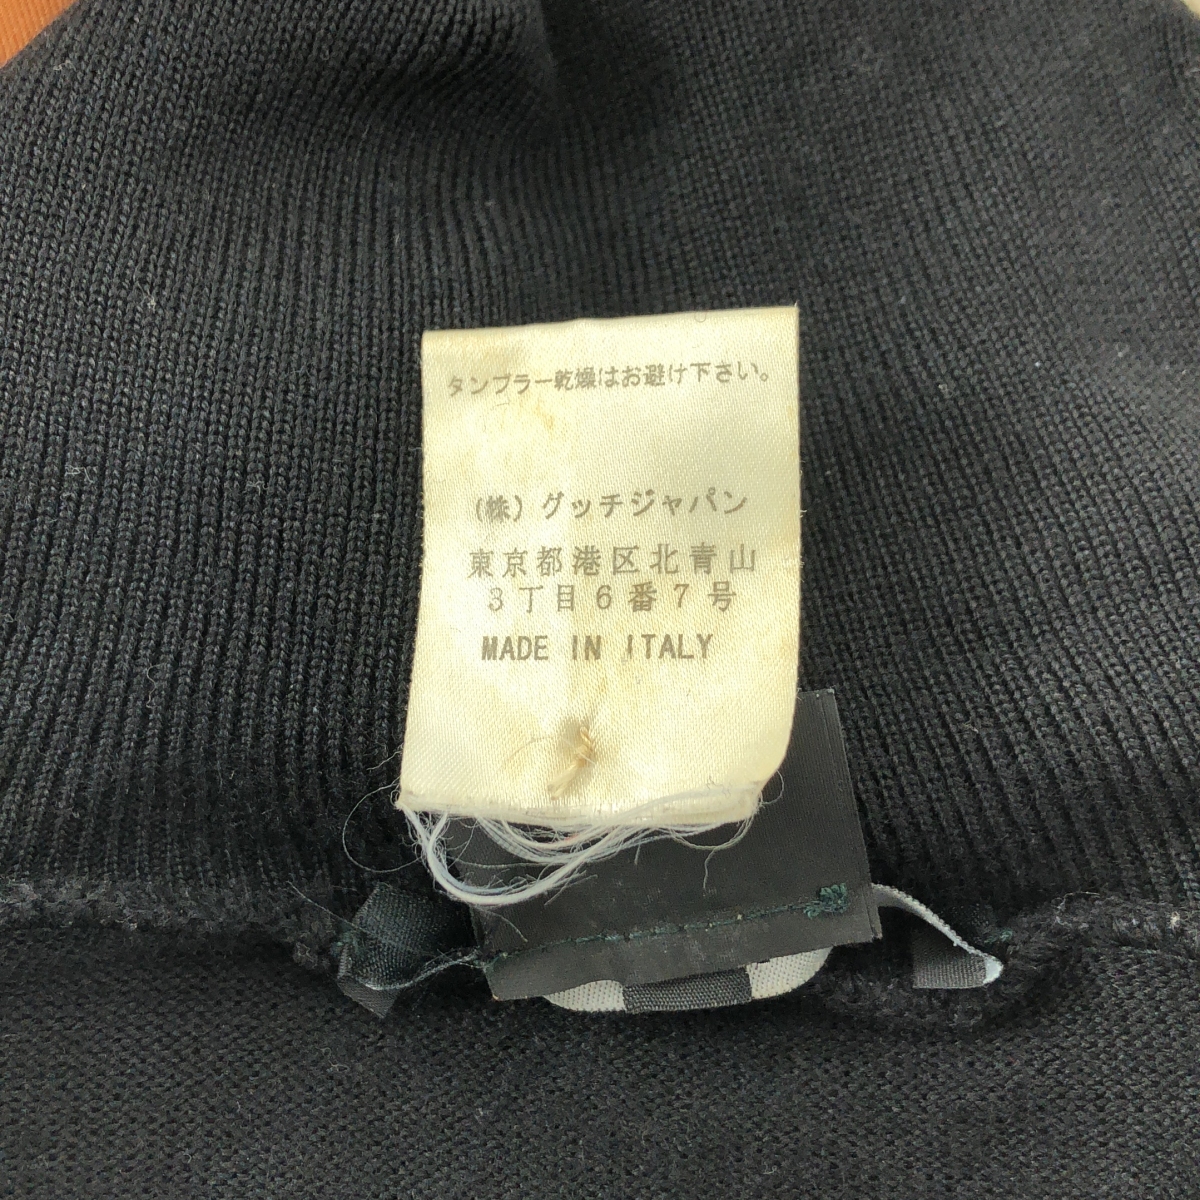 タンブラー乾燥はお避け下さい。
(株)グッチジャパン
東京都港区北青山
3丁目6番7号
MADE IN ITALY